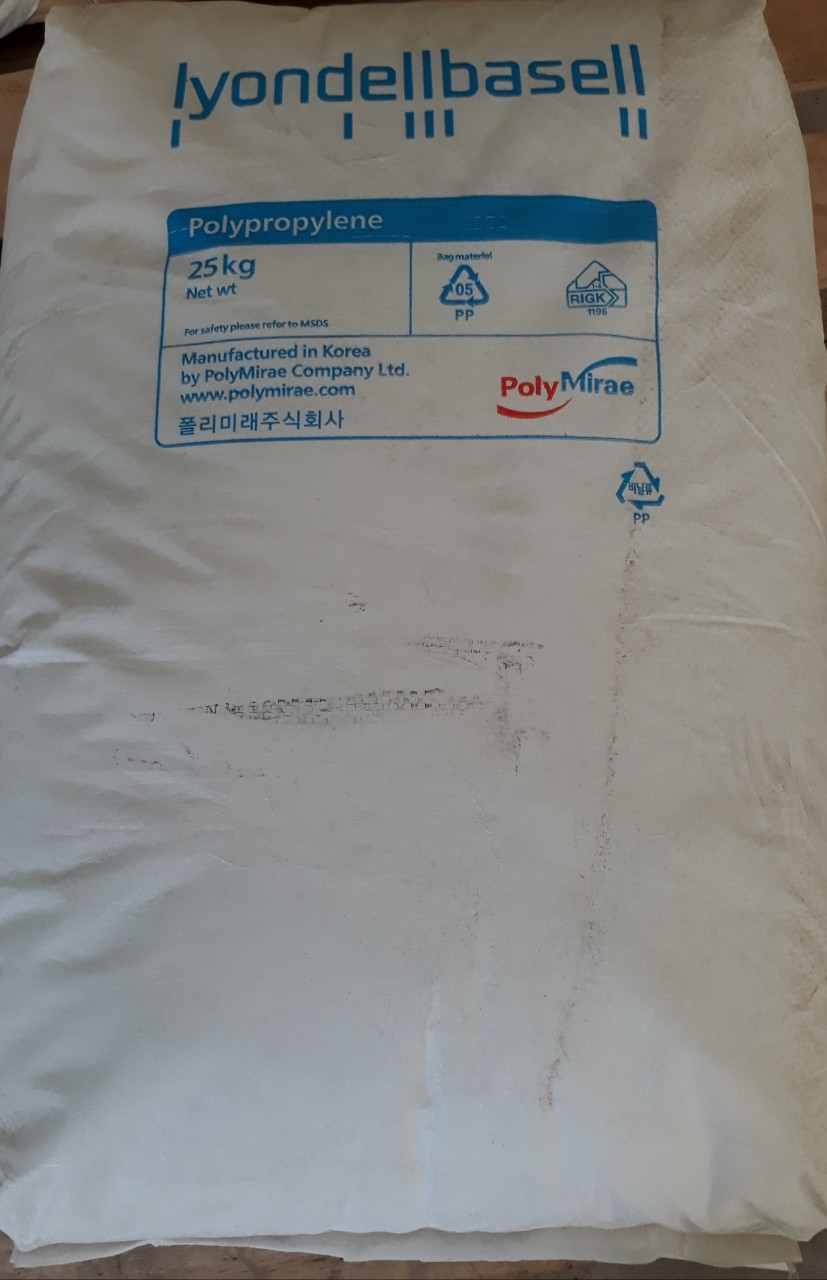 lyondellbasell
Polypropylene
25kg
Net wt
For safety please refer to MSDS
Bag material
05
PP
RIGK
1195
Manufactured in Korea
by PolyMirae Company Ltd.
www.polymirae.com
폴리미래주식회사
PolyMirae
비닐류
PP